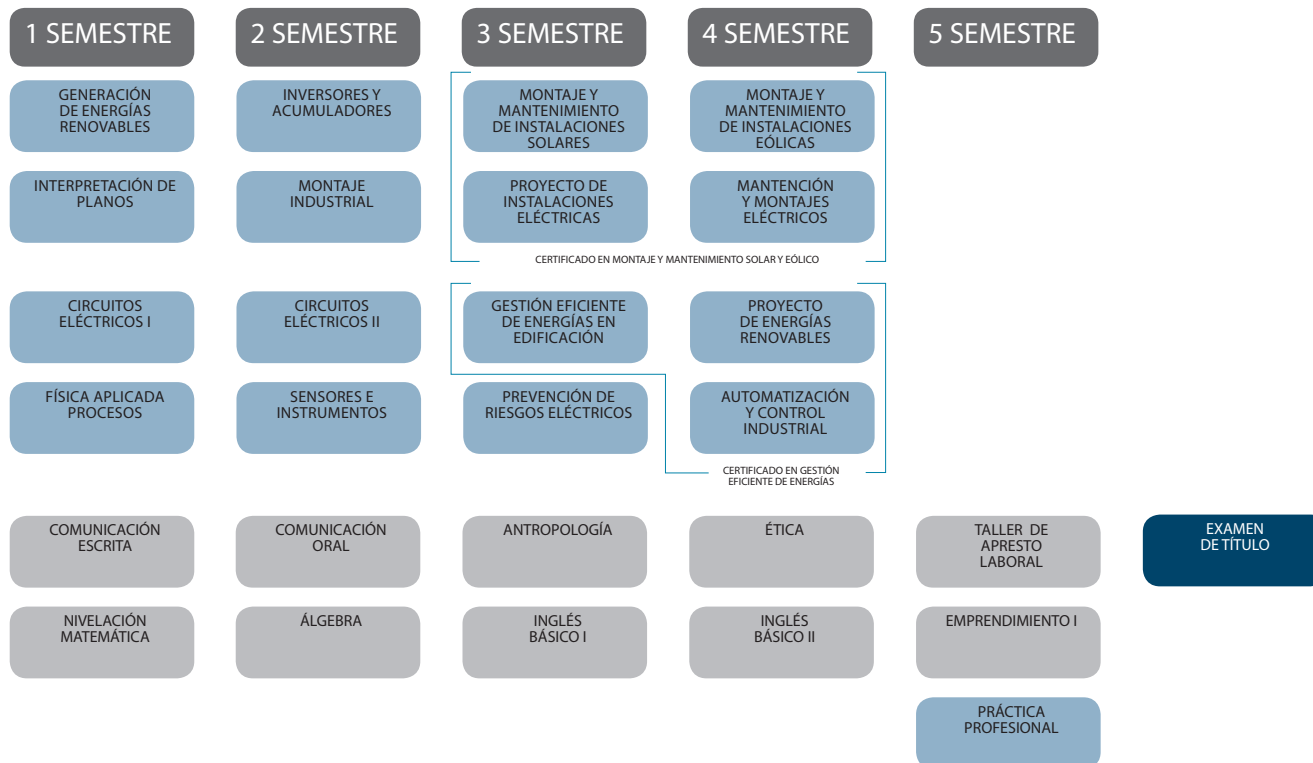 1 SEMESTRE
2 SEMESTRE
3 SEMESTRE
4 SEMESTRE
5 SEMESTRE
GENERACIÓN
DE ENERGÍAS
RENOVABLES
INVERSORES Y
ACUMULADORES
MONTAJE Y
MANTENIMIENTO
DE INSTALACIONES
SOLARES
MONTAJE Y
MANTENIMIENTO
DE INSTALACIONES
EÓLICAS
INTERPRETACIÓN DE
PLANOS
MONTAJE
INDUSTRIAL
PROYECTO DE
INSTALACIONES
ELÉCTRICAS
MANTENCIÓN
Y MONTAJES
ELÉCTRICOS
CERTIFICADO EN MONTAJE Y MANTENIMIENTO SOLAR Y EÓLICO
CIRCUITOS
ELÉCTRICOS I
CIRCUITOS
ELÉCTRICOS II
GESTIÓN EFICIENTE
DE ENERGÍAS EN
EDIFICACIÓN
PROYECTO
DE ENERGÍAS
RENOVABLES
FÍSICA APLICADA
PROCESOS
SENSORES E
INSTRUMENTOS
PREVENCIÓN DE
RIESGOS ELÉCTRICOS
AUTOMATIZACIÓN
Y CONTROL
INDUSTRIAL
CERTIFICADO EN GESTIÓN
EFICIENTE DE ENERGÍAS
COMUNICACIÓN
ESCRITA
COMUNICACIÓN
ORAL
ANTROPOLOGÍA
ÉTICA
TALLER DE
APRESTO
LABORAL
EXAMEN
DE TÍTULO
NIVELACIÓN
MATEMÁTICA
ÁLGEBRA
INGLÉS
BÁSICO I
INGLÉS
BÁSICO II
EMPRENDIMIENTO I
PRÁCTICA
PROFESIONAL